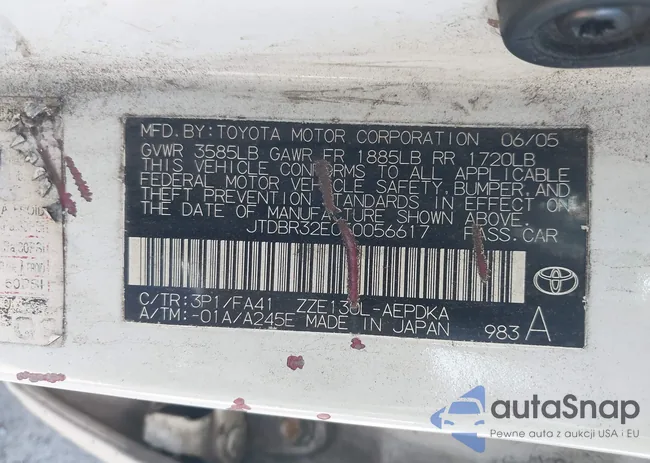 MFD. BY: TOYOTA MOTOR CORPORATION 06/05
GVWR 3585LB GAWR FR 1885LB RR 1720LB
THIS VEHICLE CONFORMS TO ALL APPLICABLE
FEDERAL MOTOR VEHICLE SAFETY, BUMPER, AND
THEFT PREVENTION STANDARDS IN EFFECT ON
THE DATE OF MANUFACTURE SHOWN ABOVE.
PASS. CAR
C/TR: 3P1/FA41 ZZE130L-AEPDKA
A/TM: -01A/A245E MADE IN JAPAN 983 A
autaSnap
Pewne auta z aukcji USA i EU